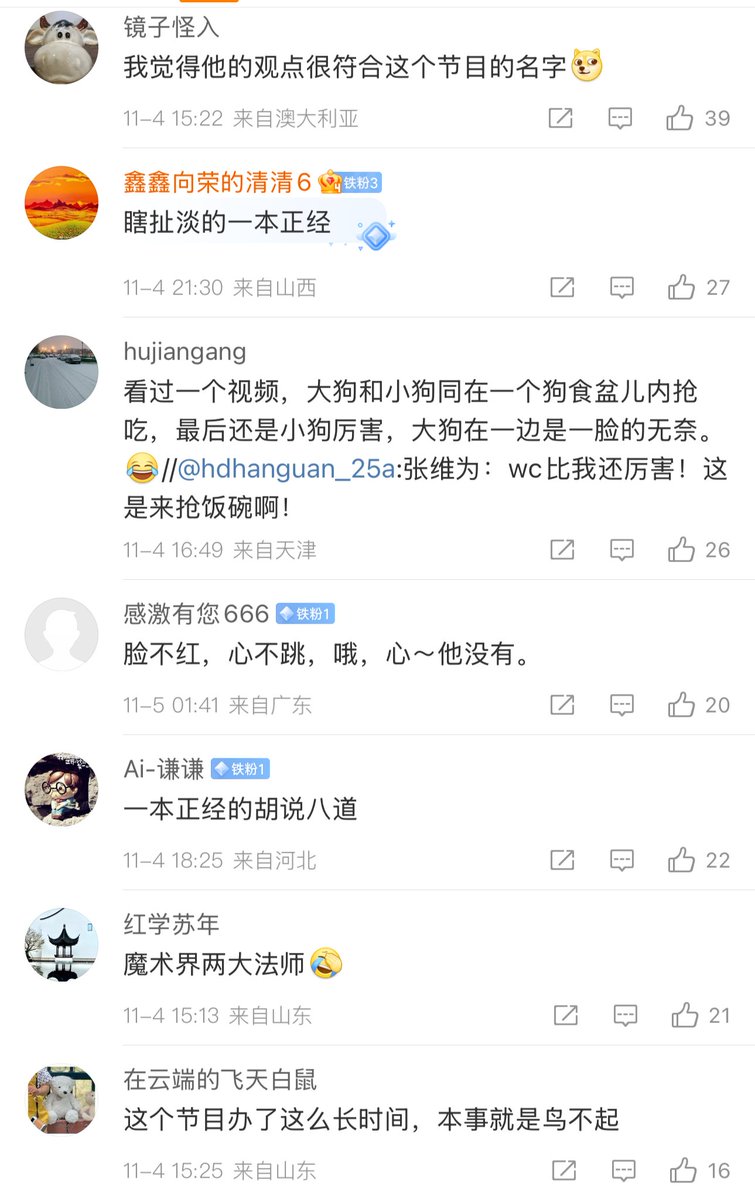 镜子怪入
我觉得他的观点很符合这个节目的名字
11-4 15:22 来自澳大利亚
39
鑫鑫向荣的清清6 4 铁粉3
瞎扯淡的一本正经
11-4 21:30 来自山西
27
hujiangang
看过一个视频，大狗和小狗同在一个狗食盆儿内抢
吃，最后还是小狗厉害，大狗在一边是一脸的无奈。
//@hdhanguan_25a:张维为：wc比我还厉害！这
是来抢饭碗啊！
11-4 16:49 来自天津
26
感激有您666 铁粉1
脸不红，心不跳，哦，心～他没有。
11-5 01:41 来自广东
20
Ai-谦谦 铁粉1
一本正经的胡说八道
11-4 18:25 来自河北
22
红学苏年
魔术界两大法师
11-4 15:13 来自山东
21
在云端的飞天白鼠
这个节目办了这么长时间，本事就是鸟不起
11-4 15:25 来自山东
16